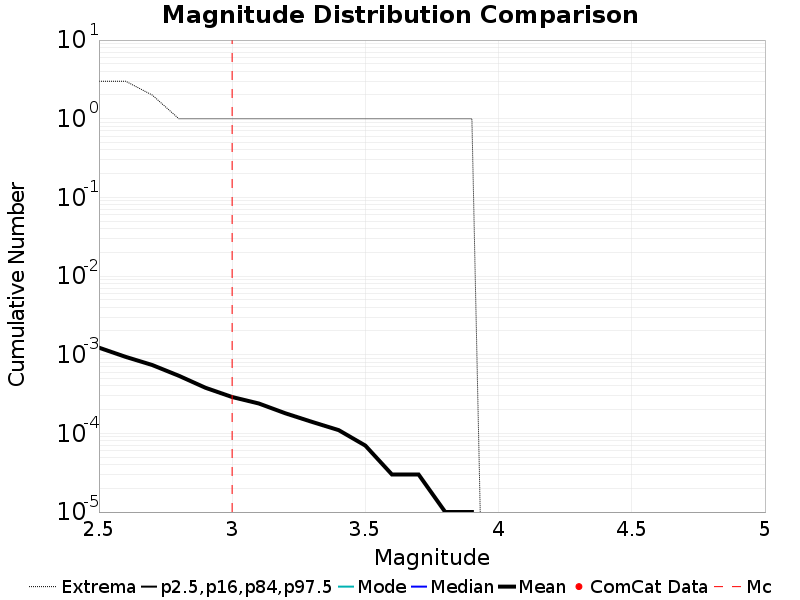 Magnitude Distribution Comparison
10^1
10^0
10^-1
10^-2
10^-3
10^-4
10^-5
Cumulative Number
2.5 3 3.5 4 4.5 5
Magnitude
Extrema p2.5,p16,p84,p97.5 Mode Median Mean ComCat Data Mc